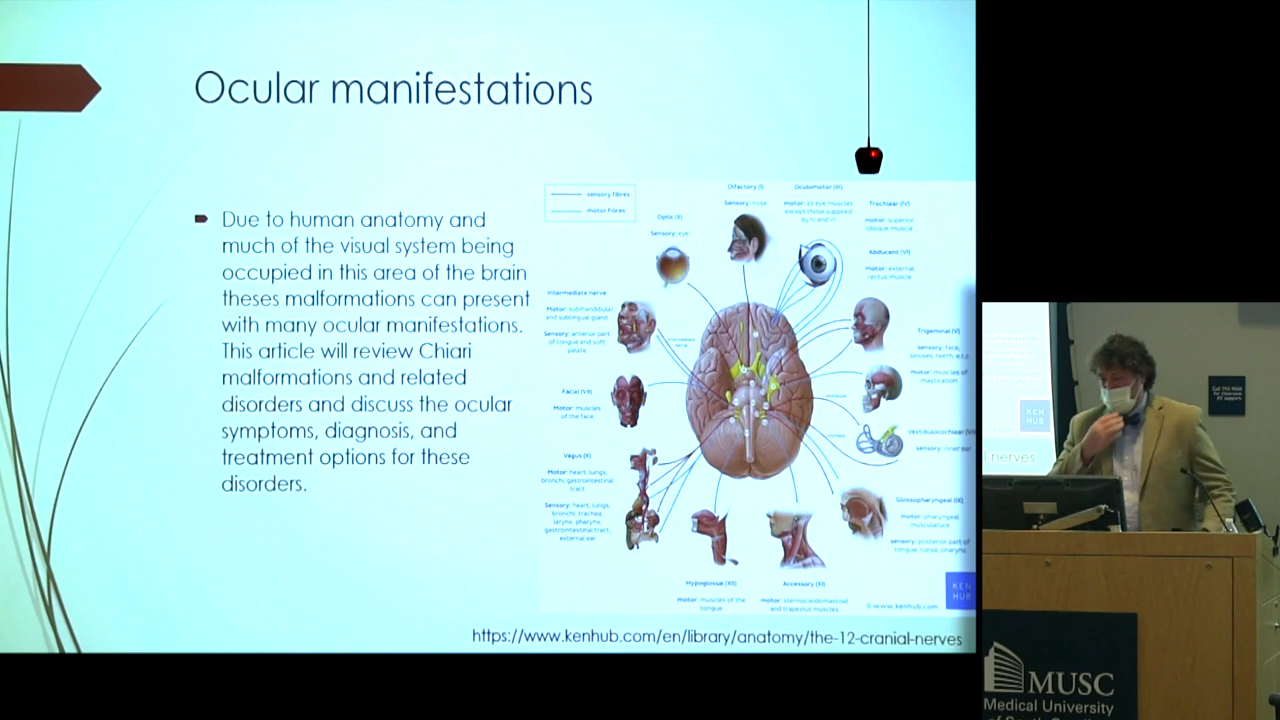 Ocular manifestations
Due to human anatomy and
much of the visual system being
occupied in this area of the brain
theses malformations can present
with many ocular manifestations.
This article will review Chiari
malformations and related
disorders and discuss the ocular
symptoms, diagnosis, and
treatment options for these
disorders.
sensory fibres
motor fibres
Olfactory (I)
Sensory: nose
Oculomotor (III)
motor: all eye muscles
except those supplied
by IV and VI
Optic (II)
Sensory: eye
Trochlear (IV)
motor: superior
oblique muscle
Abducent (VI)
motor: external
rectus muscle
Intermediate nerve
Motor: submandibular
and sublingual gland
Sensory: anterior part
of tongue and soft
palate
Trigeminal (V)
sensory: face,
sinuses, teeth, e.t.c
motor: muscles of
mastication
Facial (VII)
Motor: muscles
of the face
Vestibulocochlear
sensory: inner ear
Vagus (X)
Motor: heart, lungs,
bronchi, gastrointestinal
tract
Sensory: heart, lungs,
bronchi, trachea,
larynx, pharynx,
gastrointestinal tract,
external ear
Glossopharyngeal (IX)
motor: pharyngeal
musculature
sensory: posterior part of
tongue, tonsil, pharynx
Hypoglossal (XII)
motor: muscles of the
tongue
Accessory (XI)
motor: sternocleidomastoid
and trapezius muscles
© www.kenhub.com
KEN
HUB
https://www.kenhub.com/en/library/anatomy/the-12-cranial-nerves
KEN
HUB
nerves
MUSC
Medical University